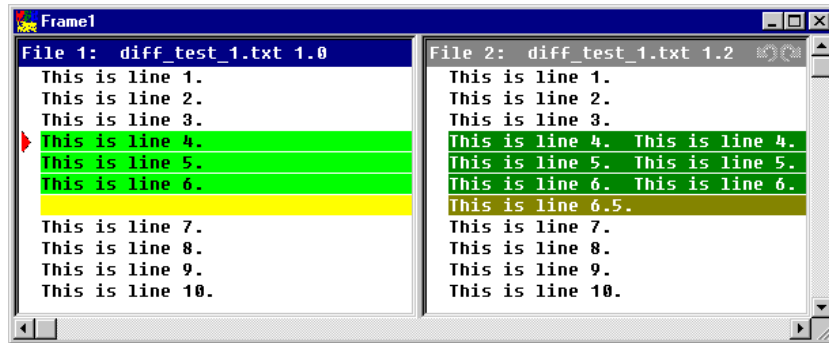 Frame1
File 1: diff_test_1.txt 1.0
This is line 1.
This is line 2.
This is line 3.
This is line 4.
This is line 5.
This is line 6.
This is line 7.
This is line 8.
This is line 9.
This is line 10.
File 2: diff_test_1.txt 1.2
This is line 1.
This is line 2.
This is line 3.
This is line 4. This is line 4.
This is line 5. This is line 5.
This is line 6. This is line 6.
This is line 6.5.
This is line 7.
This is line 8.
This is line 9.
This is line 10.